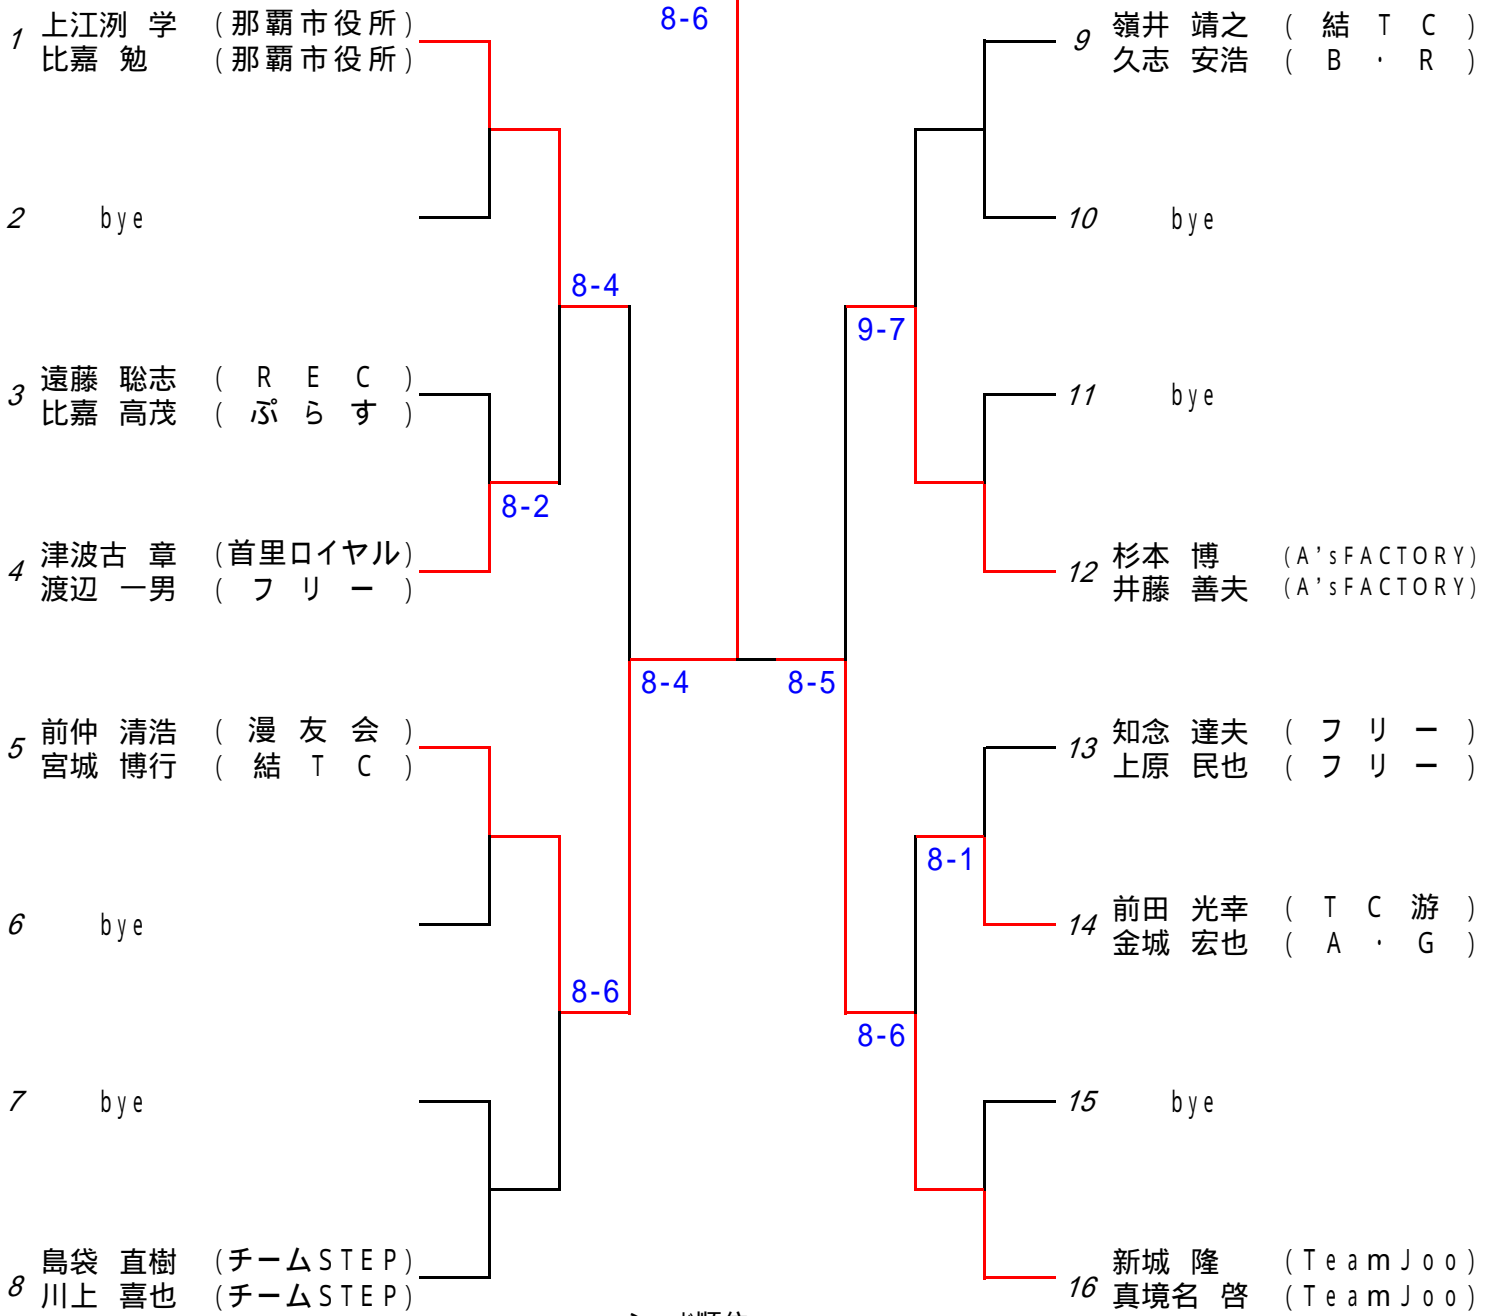 8-6
1 上江洌 学 (那覇市役所)
比嘉 勉 (那覇市役所)
2 bye
8-4
3 遠藤 聡志 ( R E C )
比嘉 高茂 ( ぷ ら す )
8-2
4 津波古 章 (首里ロイヤル)
渡辺 一男 ( フ リ ー )
8-4
5 前仲 清浩 ( 漫 友 会 )
宮城 博行 ( 結 T C )
6 bye
8-6
7 bye
8 島袋 直樹 (チームSTEP)
川上 喜也 (チームSTEP)
9 嶺井 靖之 ( 結 T C )
久志 安浩 ( B ・ R )
10 bye
9-7
11 bye
12 杉本 博 (A'sFACTORY)
井藤 善夫 (A'sFACTORY)
8-5
13 知念 達夫 ( フ リ ー )
上原 民也 ( フ リ ー )
8-1
14 前田 光幸 ( T C 游 )
金城 宏也 ( A ・ G )
8-6
15 bye
16 新城 隆 (TeamJoo)
真境名 啓 (TeamJoo)